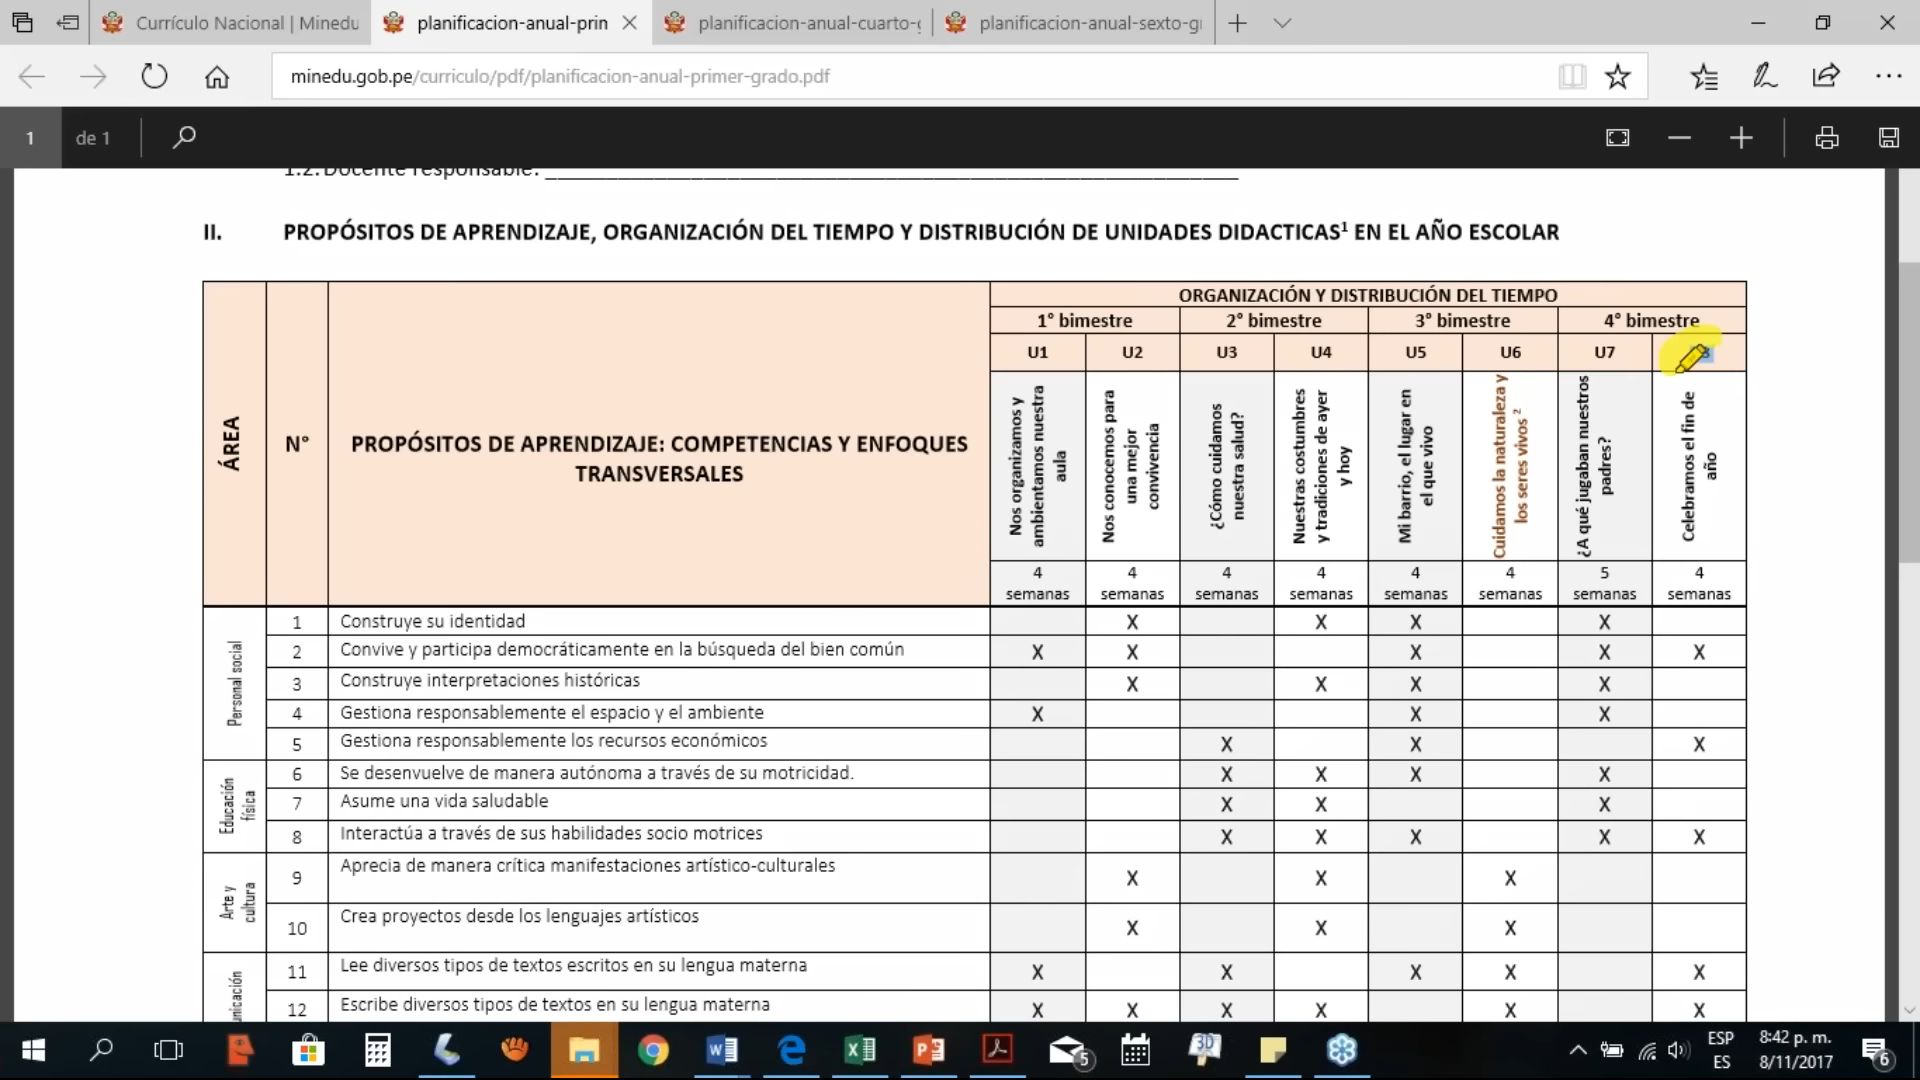 Currículo Nacional | Minedu
planificacion-anual-prin
planificacion-anual-cuarto-g
planificacion-anual-sexto-gr
minedu.gob.pe/curriculo/pdf/planificacion-anual-primer-grado.pdf
1 de 1
1.2. Docente responsable:
II. PROPÓSITOS DE APRENDIZAJE, ORGANIZACIÓN DEL TIEMPO Y DISTRIBUCIÓN DE UNIDADES DIDACTICAS¹ EN EL AÑO ESCOLAR
ÁREA
N°
PROPÓSITOS DE APRENDIZAJE: COMPETENCIAS Y ENFOQUES
TRANSVERSALES
ORGANIZACIÓN Y DISTRIBUCIÓN DEL TIEMPO
1° bimestre 2° bimestre 3° bimestre 4° bimestre
U1 U2 U3 U4 U5 U6 U7
Nos organizamos y
ambientamos nuestra
aula
Nos conocemos para
una mejor
convivencia
¿Cómo cuidamos
nuestra salud?
Nuestras costumbres
y tradiciones de ayer
y hoy
Mi barrio, el lugar en
el que vivo
Cuidamos la naturaleza y
los seres vivos ²
¿A qué jugaban nuestros
padres?
Celebramos el fin de
año
4 4 4 4 4 4 5 4
semanas semanas semanas semanas semanas semanas semanas semanas
Personal social
1 Construye su identidad X X X X
2 Convive y participa democráticamente en la búsqueda del bien común X X X X X
3 Construye interpretaciones históricas X X X X
4 Gestiona responsablemente el espacio y el ambiente X X X
5 Gestiona responsablemente los recursos económicos X X X
Educación
física
6 Se desenvuelve de manera autónoma a través de su motricidad. X X X X
7 Asume una vida saludable X X X
8 Interactúa a través de sus habilidades socio motrices X X X X X
Arte y
cultura
9 Aprecia de manera crítica manifestaciones artístico-culturales X X X
10 Crea proyectos desde los lenguajes artísticos X X X
nicación
11 Lee diversos tipos de textos escritos en su lengua materna X X X X X
12 Escribe diversos tipos de textos en su lengua materna X X X X X X
5
ESP
ES
8:42 p. m.
8/11/2017
6